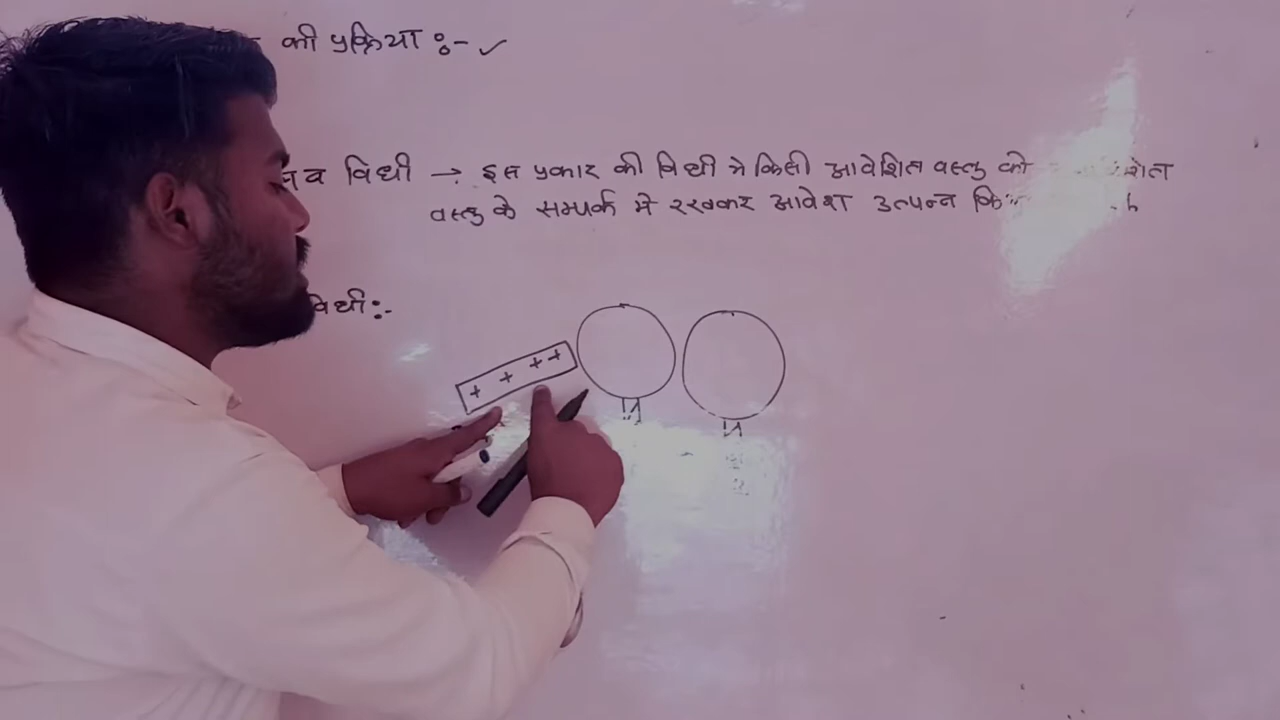 की प्रक्रिया :- ✓
विधी → इस प्रकार की विधी मे किसी आवेशित वस्तु को
वस्तु के सम्पर्क मे रखकर आवेश उत्पन्न
विधी :-
+ + + +